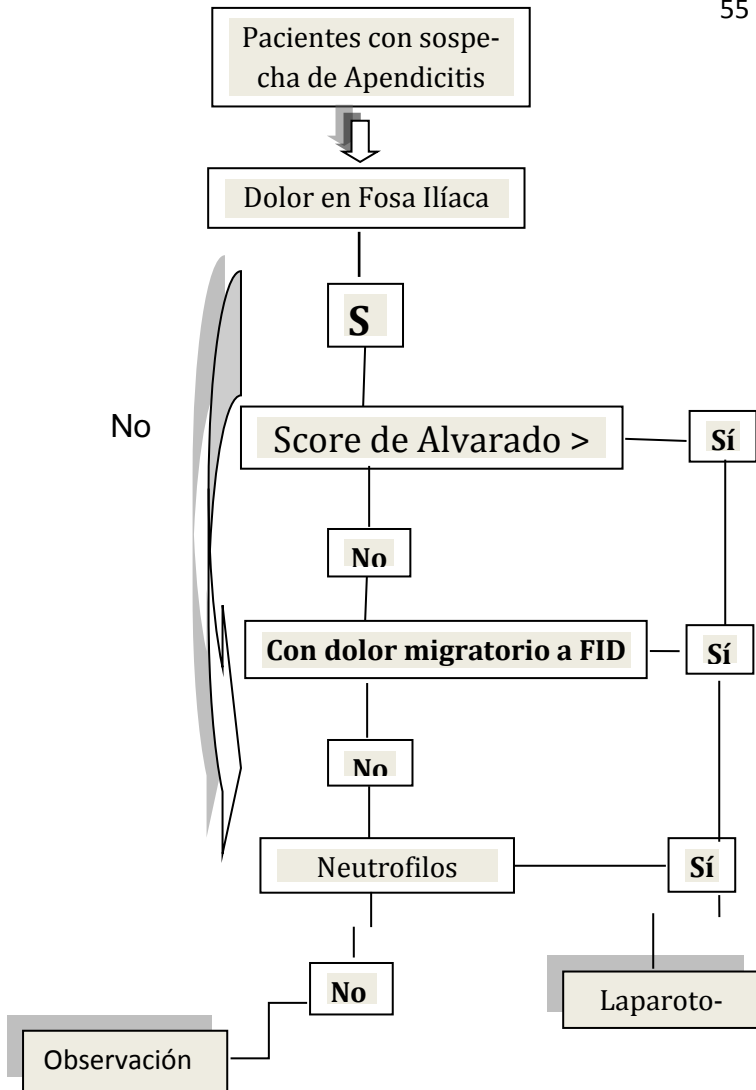 55
Pacientes con sospe-
cha de Apendicitis
Dolor en Fosa Ilíaca
S
No
Score de Alvarado >
Sí
No
Con dolor migratorio a FID
Sí
No
Neutrofilos
Sí
No
Laparoto-
Observación